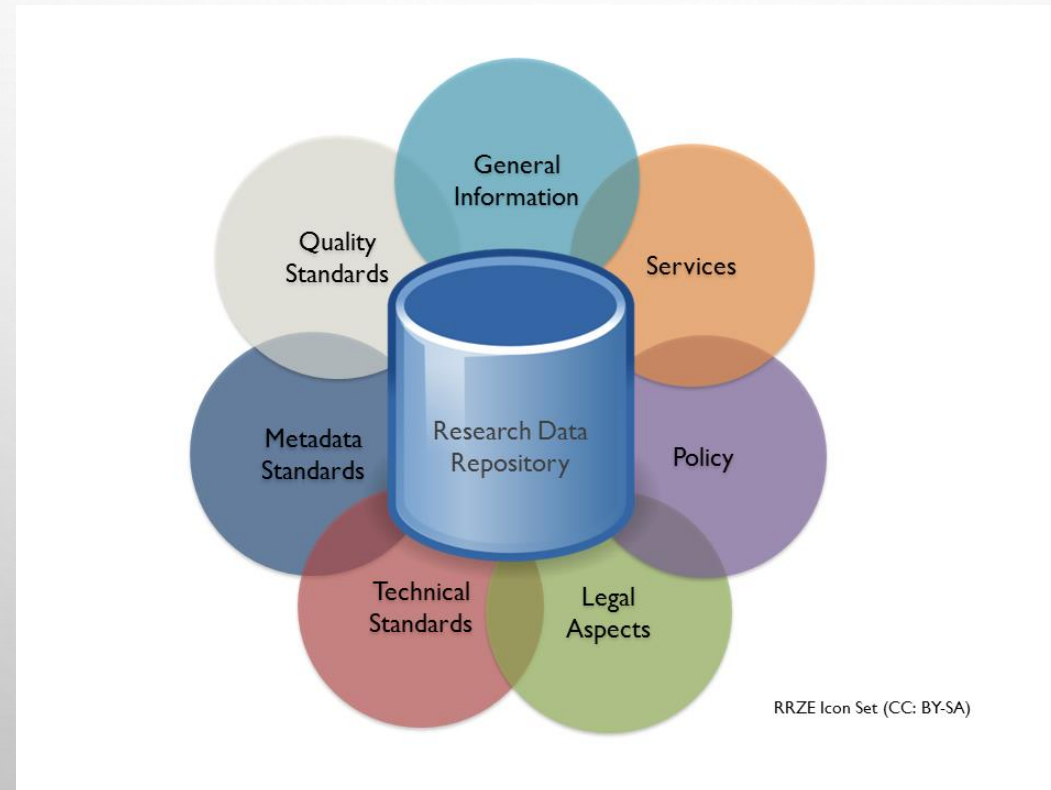 General
Information
Quality
Standards
Services
Metadata
Standards
Research Data
Repository
Policy
Technical
Standards
Legal
Aspects
RRZE Icon Set (CC: BY-SA)